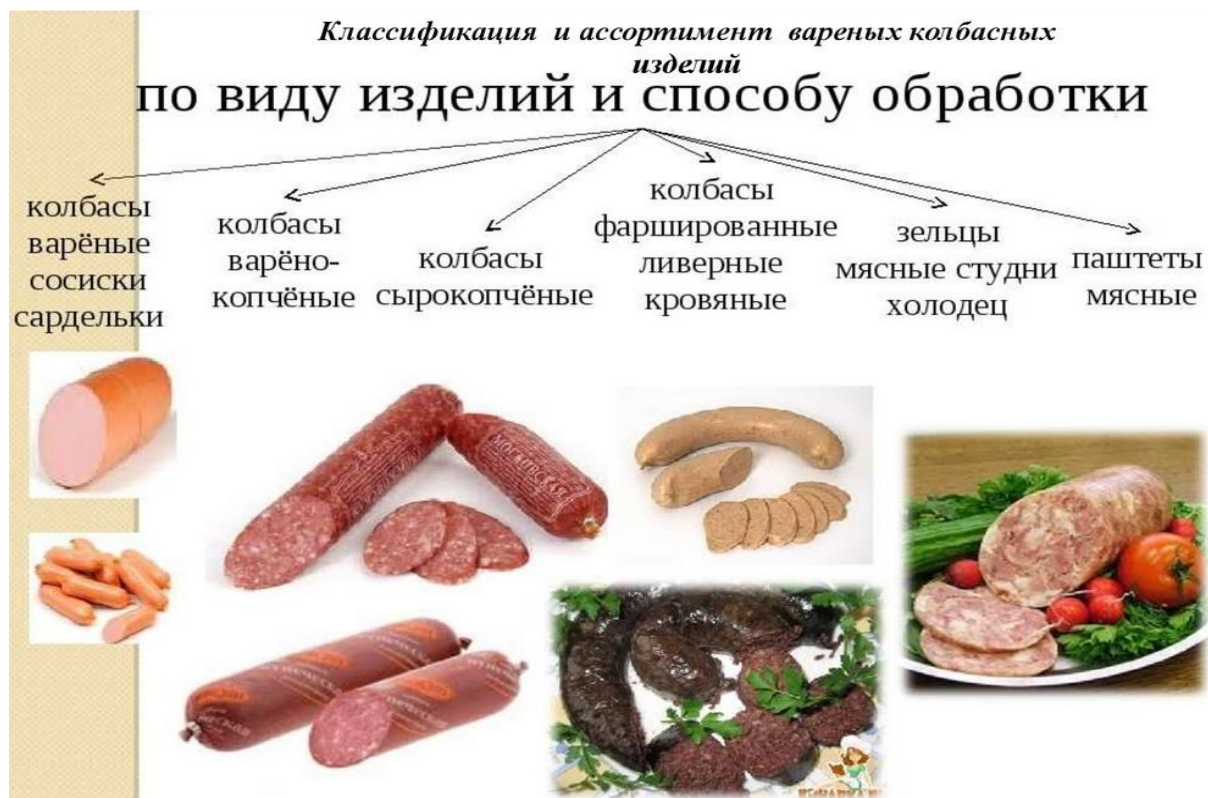 Классификация и ассортимент вареных колбасных
изделий
по виду изделий и способу обработки
колбасы
варёные
сосиски
сардельки
колбасы
варёно-
копчёные
колбасы
сырокопчёные
колбасы
фаршированные
ливерные
кровяные
зельцы
мясные студни
холодец
паштеты
мясные
МОСКОВСКАЯ